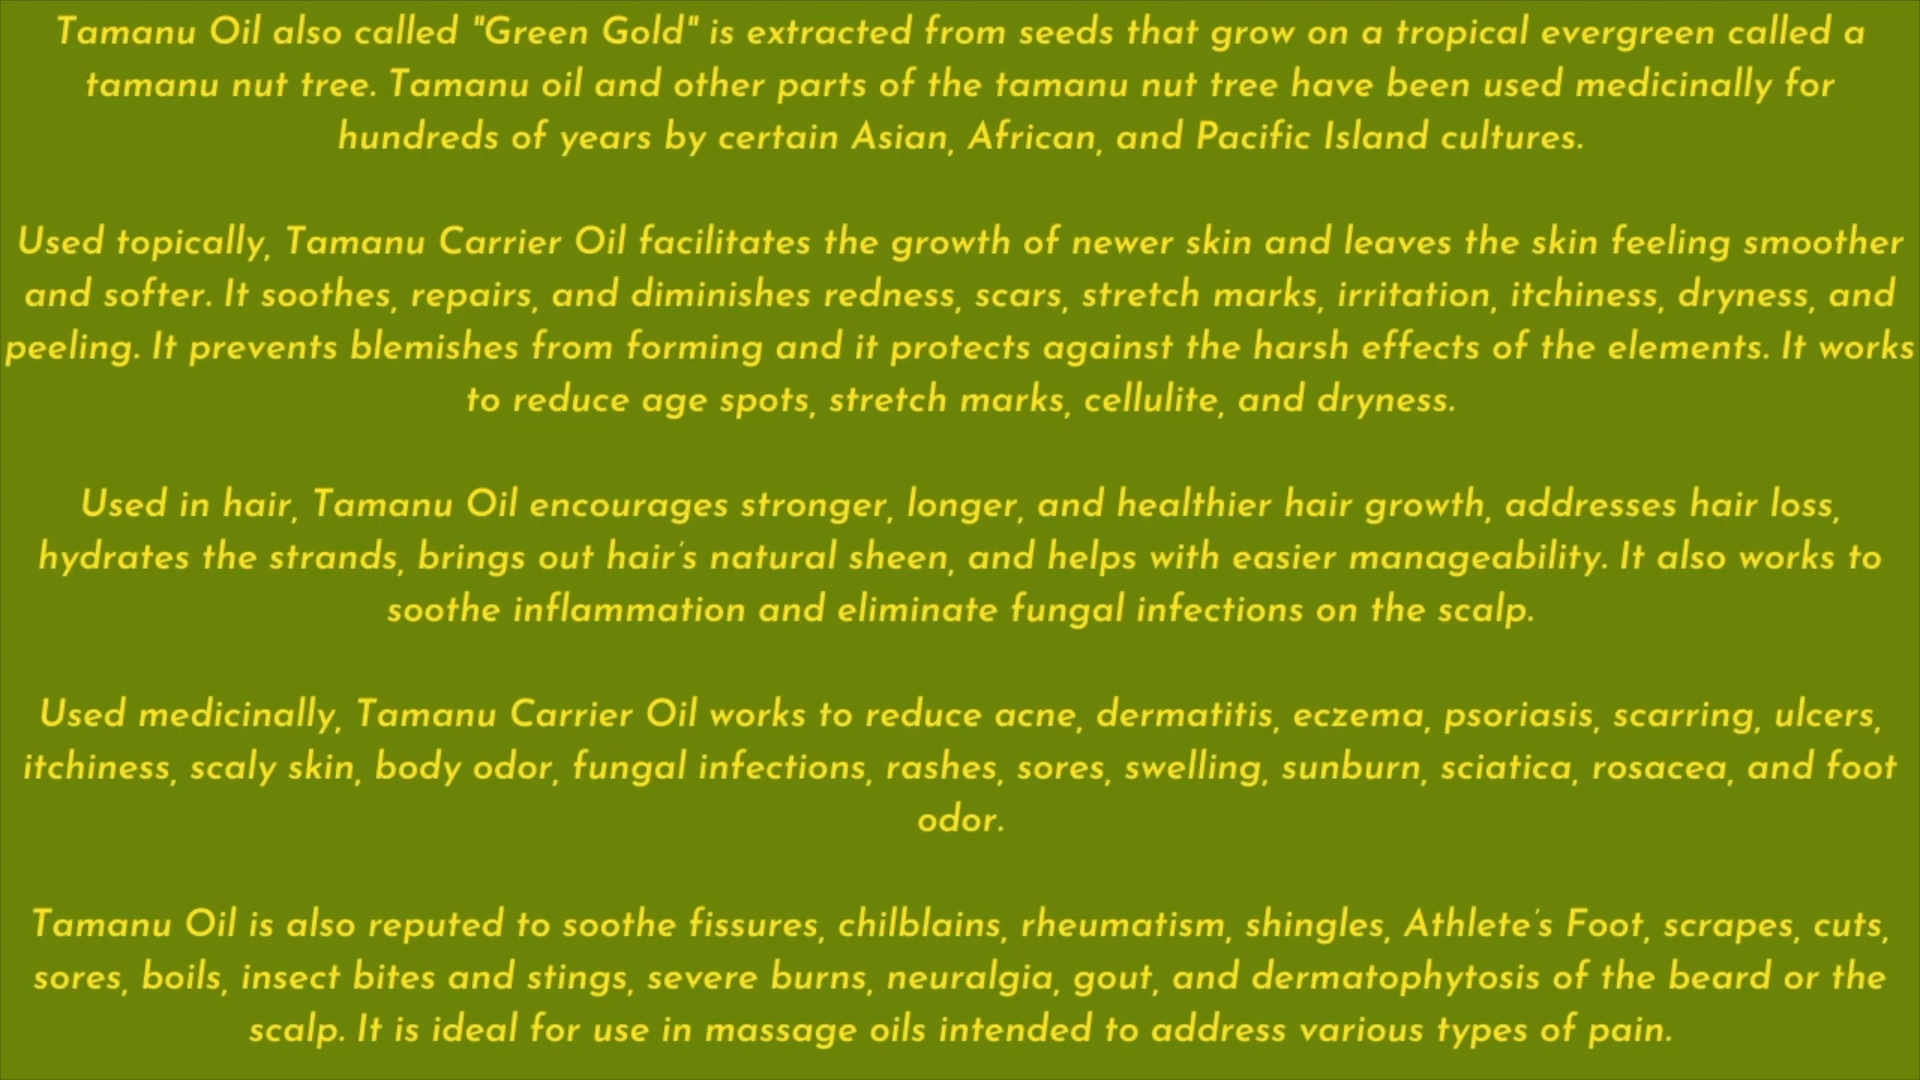 Tamanu Oil also called "Green Gold" is extracted from seeds that grow on a tropical evergreen called a
tamanu nut tree. Tamanu oil and other parts of the tamanu nut tree have been used medicinally for
hundreds of years by certain Asian, African, and Pacific Island cultures.
Used topically, Tamanu Carrier Oil facilitates the growth of newer skin and leaves the skin feeling smoother
and softer. It soothes, repairs, and diminishes redness, scars, stretch marks, irritation, itchiness, dryness, and
peeling. It prevents blemishes from forming and it protects against the harsh effects of the elements. It works
to reduce age spots, stretch marks, cellulite, and dryness.
Used in hair, Tamanu Oil encourages stronger, longer, and healthier hair growth, addresses hair loss,
hydrates the strands, brings out hair's natural sheen, and helps with easier manageability. It also works to
soothe inflammation and eliminate fungal infections on the scalp.
Used medicinally, Tamanu Carrier Oil works to reduce acne, dermatitis, eczema, psoriasis, scarring, ulcers,
itchiness, scaly skin, body odor, fungal infections, rashes, sores, swelling, sunburn, sciatica, rosacea, and foot
odor.
Tamanu Oil is also reputed to soothe fissures, chilblains, rheumatism, shingles, Athlete's Foot, scrapes, cuts,
sores, boils, insect bites and stings, severe burns, neuralgia, gout, and dermatophytosis of the beard or the
scalp. It is ideal for use in massage oils intended to address various types of pain.